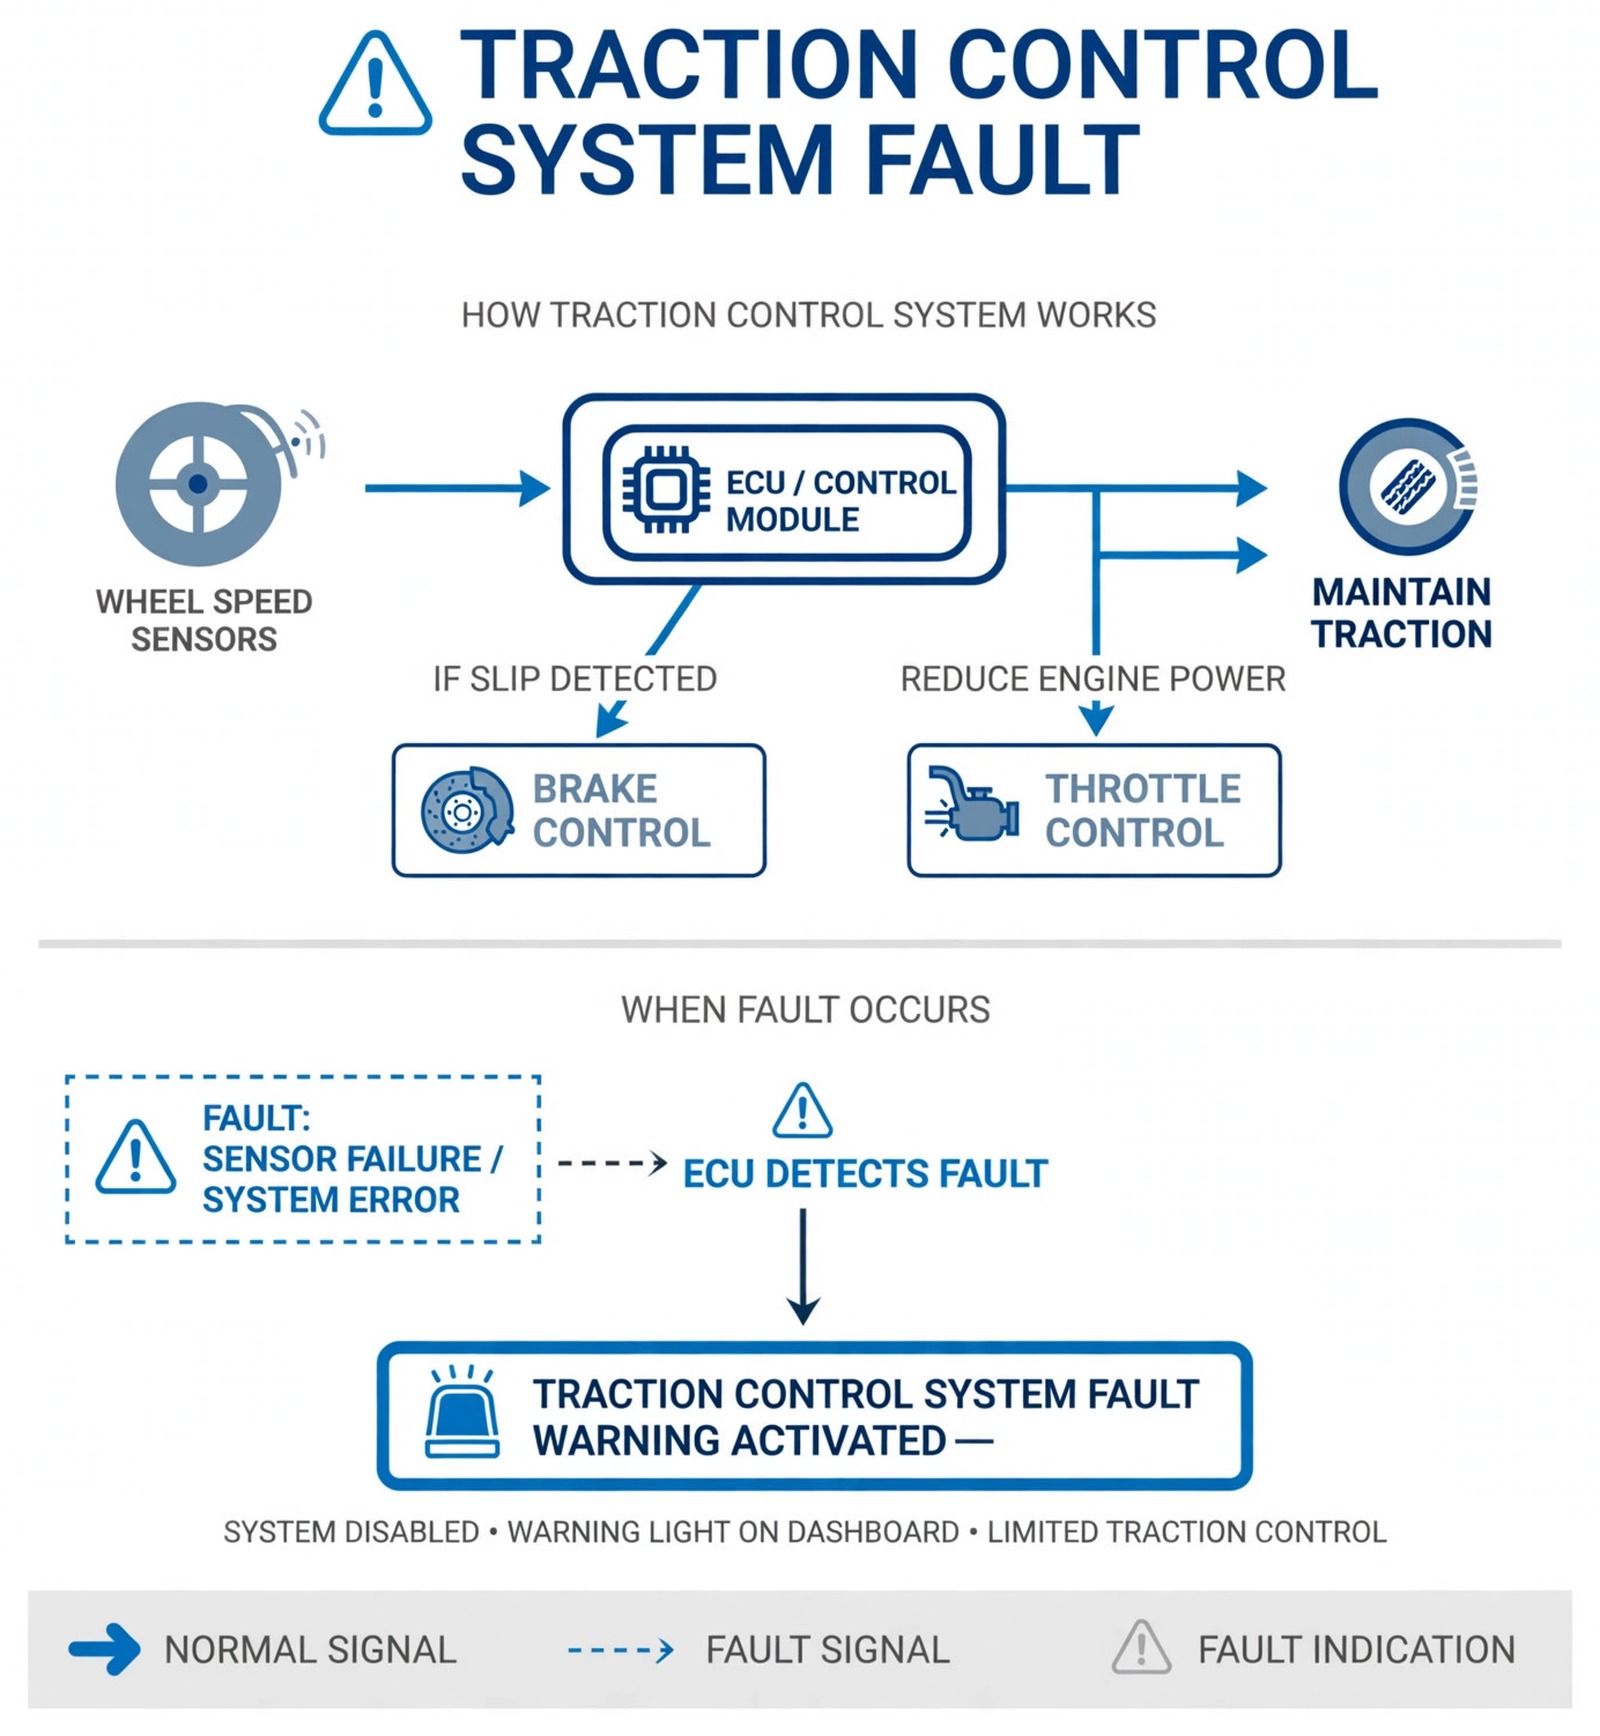 TRACTION CONTROL
SYSTEM FAULT
HOW TRACTION CONTROL SYSTEM WORKS
WHEEL SPEED
SENSORS
ECU / CONTROL
MODULE
MAINTAIN
TRACTION
IF SLIP DETECTED
REDUCE ENGINE POWER
BRAKE
CONTROL
THROTTLE
CONTROL
WHEN FAULT OCCURS
FAULT:
SENSOR FAILURE /
SYSTEM ERROR
ECU DETECTS FAULT
TRACTION CONTROL SYSTEM FAULT
WARNING ACTIVATED —
SYSTEM DISABLED • WARNING LIGHT ON DASHBOARD • LIMITED TRACTION CONTROL
NORMAL SIGNAL
FAULT SIGNAL
FAULT INDICATION